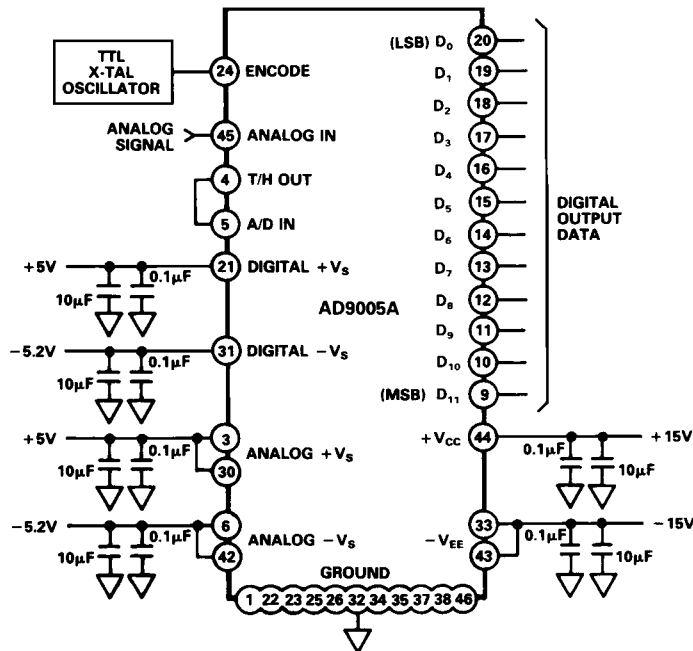 (LSB) D0 20
TTL
X-TAL
OSCILLATOR
24 ENCODE
D1 19
D2 18
ANALOG
SIGNAL
45 ANALOG IN
D3 17
4 T/H OUT
D4 16
5 A/D IN
D5 15
DIGITAL
OUTPUT
DATA
D6 14
+5V
0.1µF
10µF
21 DIGITAL +VS
D7 13
AD9005A
D8 12
D9 11
−5.2V
0.1µF
10µF
31 DIGITAL −VS
D10 10
(MSB) D11 9
+5V
0.1µF
10µF
3
30
ANALOG +VS
+VCC 44
+15V
0.1µF
10µF
−5.2V
0.1µF
10µF
6
42
ANALOG −VS
−VEE
33
43
−15V
0.1µF
10µF
GROUND
1 22 23 25 26 32 34 35 37 38 46